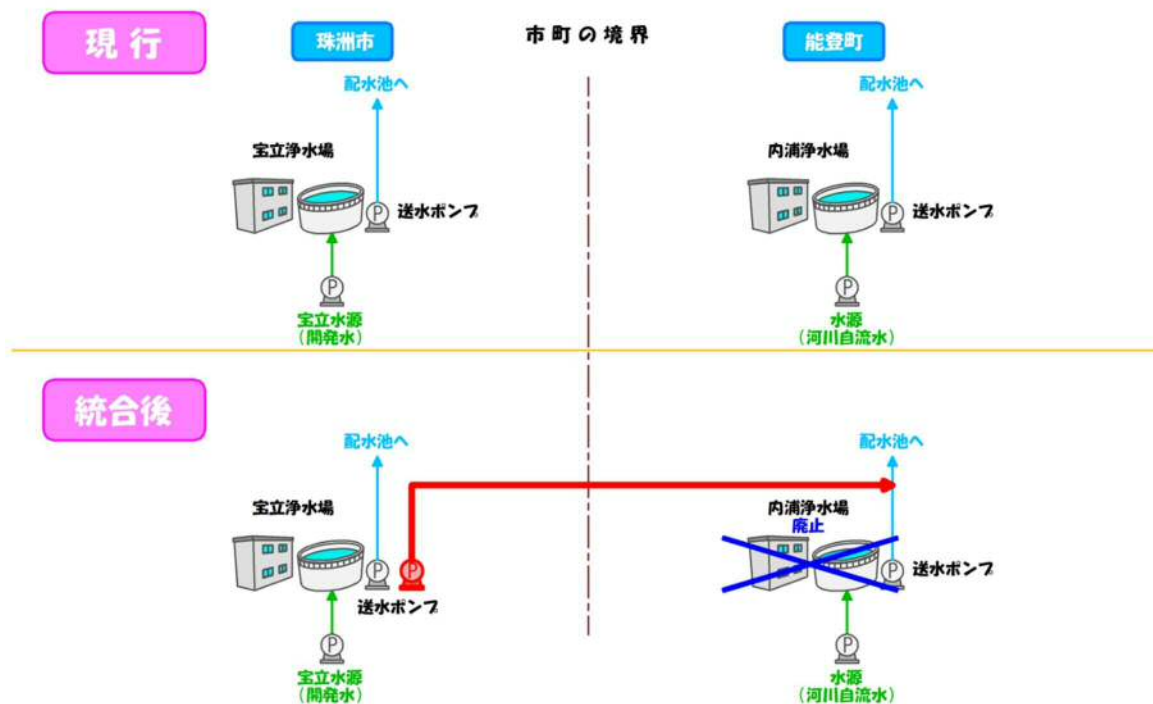 現行
珠洲市
市町の境界
能登町
配水池へ
配水池へ
宝立浄水場
内浦浄水場
P
送水ポンプ
P
送水ポンプ
P
P
宝立水源
(開発水)
水源
(河川自流水)
統合後
配水池へ
配水池へ
宝立浄水場
内浦浄水場
廃止
P
P
送水ポンプ
P
送水ポンプ
P
P
宝立水源
(開発水)
水源
(河川自流水)